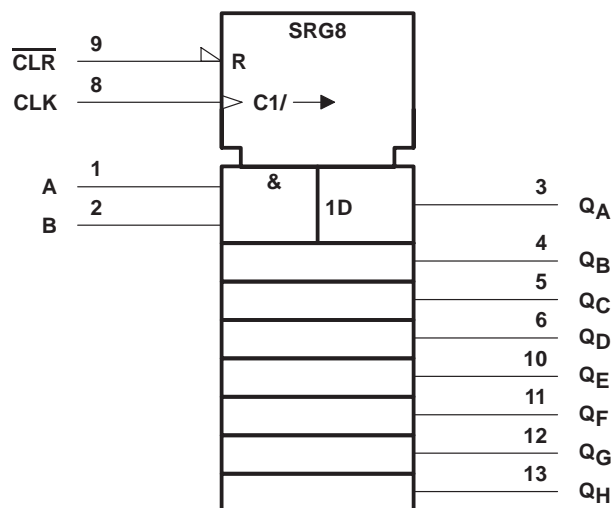 SRG8
C̅L̅R̅ 9 R
CLK 8 C1/
A 1 &
B 2 1D 3 QA
4 QB
5 QC
6 QD
10 QE
11 QF
12 QG
13 QH